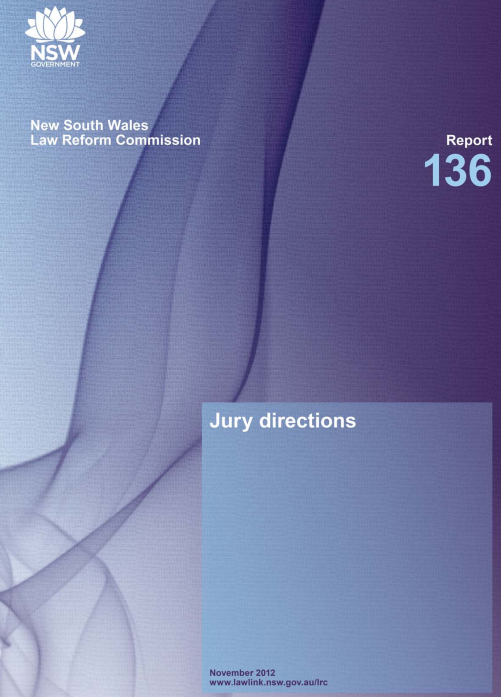 NSW
GOVERNMENT
New South Wales
Law Reform Commission
Report
136
Jury directions
November 2012
www.lawlink.nsw.gov.au/lrc